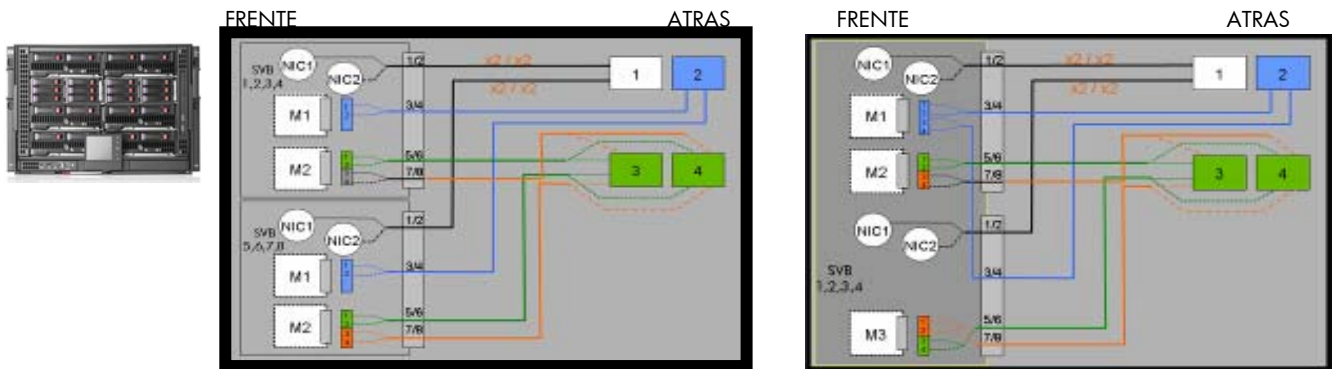 FRENTE
ATRAS
SVB
1,2,3,4
NIC1
NIC2
1/2
x2 / x2
x2 / x2
1
2
M1
3/4
M2
5/6
7/8
3
4
SVB
5,6,7,8
NIC1
NIC2
1/2
M1
3/4
M2
5/6
7/8
FRENTE
ATRAS
NIC1
NIC2
1/2
x2 / x2
x2 / x2
1
2
M1
3/4
M2
5/6
7/8
3
4
NIC1
NIC2
1/2
SVB
1,2,3,4
3/4
M3
5/6
7/8